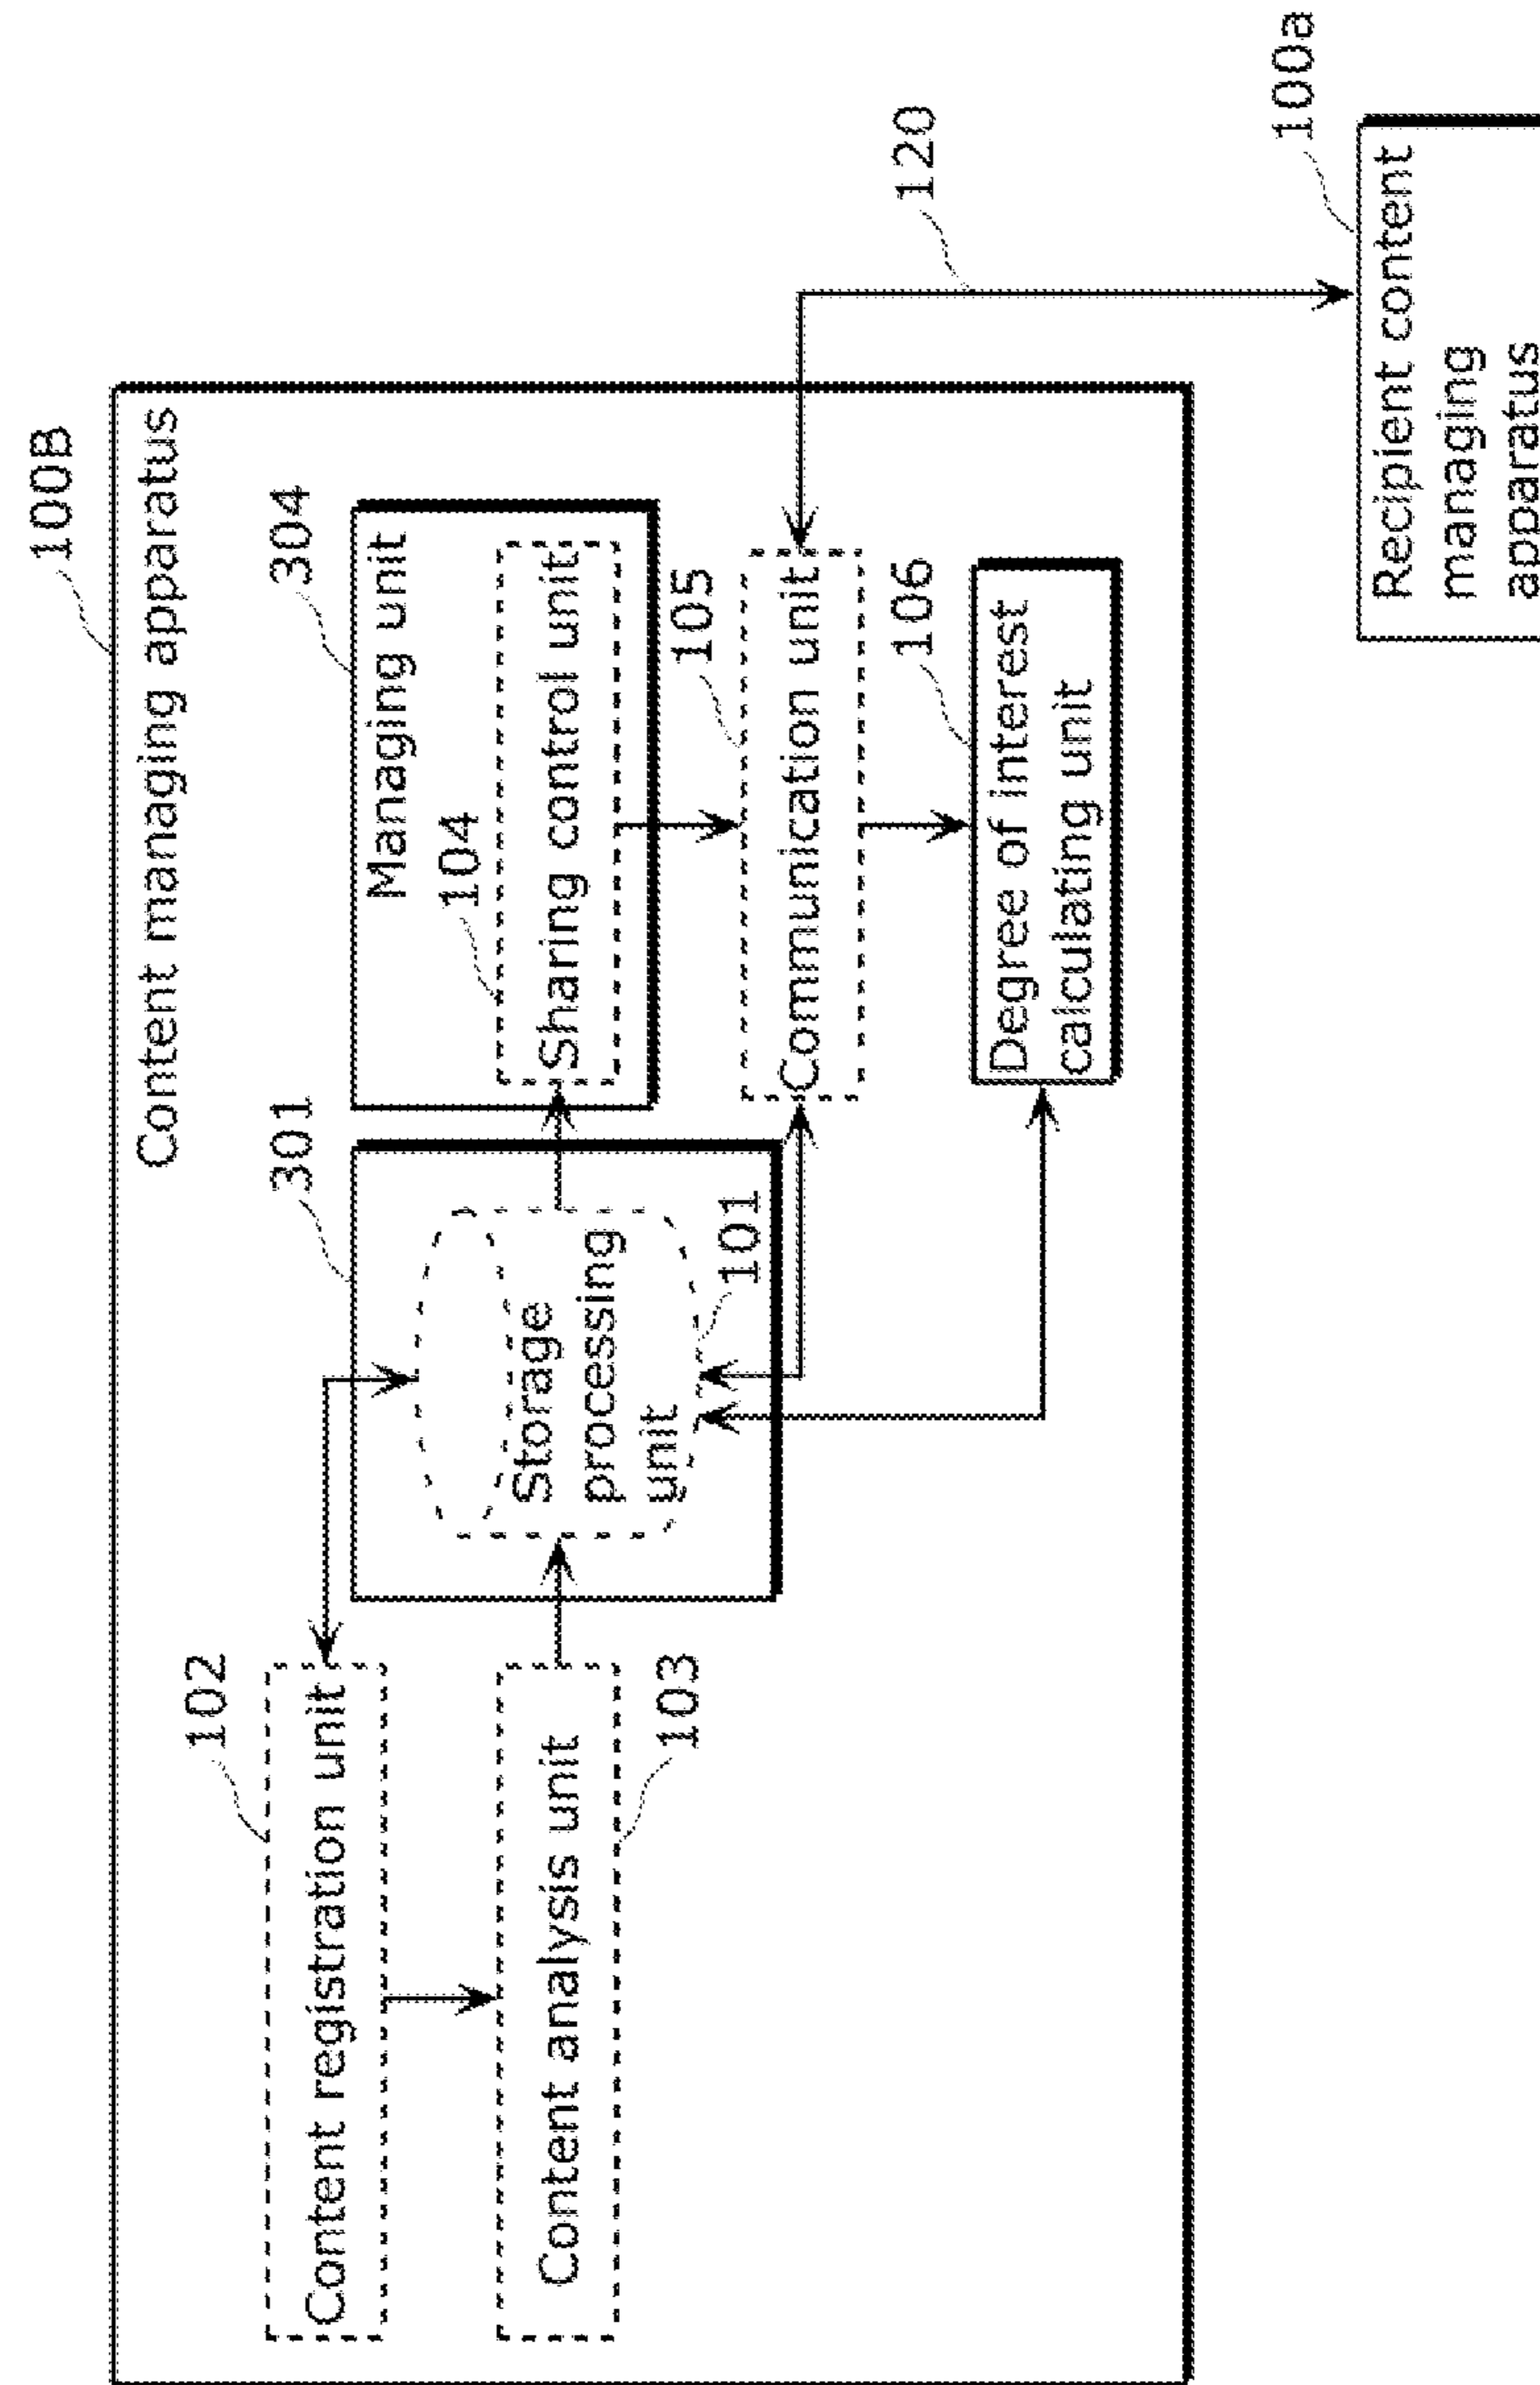 100B
Content managing apparatus
102
Content registration unit
103
Content analysis unit
301
Storage
processing
unit
101
304
Managing unit
104
Sharing control unit
105
Communication unit
106
Degree of interest
calculating unit
120
100a
Recipient content
managing
apparatus